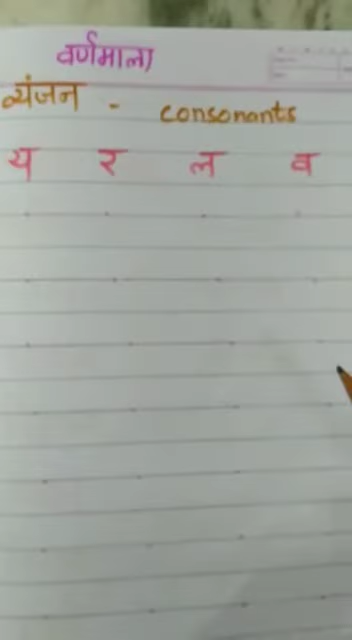 वर्णमाला
व्यंजन - consonants
य र ल व